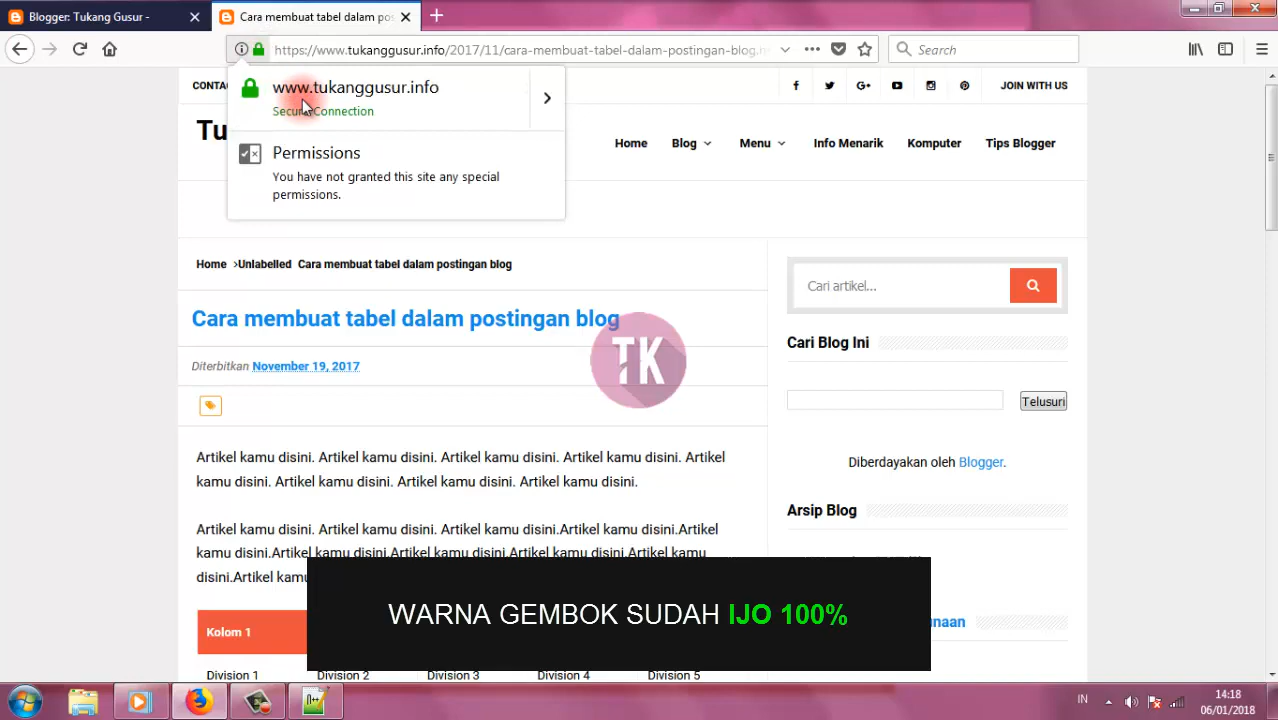 Blogger: Tukang Gusur -
Cara membuat tabel dalam pos
https://www.tukanggusur.info/2017/11/cara-membuat-tabel-dalam-postingan-blog.h
Search
www.tukanggusur.info
Secure Connection
Permissions
You have not granted this site any special
permissions.
CONTA
JOIN WITH US
Tu
Home
Blog
Menu
Info Menarik
Komputer
Tips Blogger
Home
Unlabelled
Cara membuat tabel dalam postingan blog
Cari artikel...
Cara membuat tabel dalam postingan blog
Cari Blog Ini
Diterbitkan November 19, 2017
TK
Telusuri
Artikel kamu disini. Artikel kamu disini. Artikel kamu disini. Artikel kamu disini. Artikel
kamu disini. Artikel kamu disini. Artikel kamu disini. Artikel kamu disini.
Diberdayakan oleh Blogger.
Arsip Blog
Artikel kamu disini. Artikel kamu disini. Artikel kamu disini.Artikel kamu disini.Artikel
kamu disini.Artikel kamu disini.Artikel kamu disini.Artikel kamu disini.Artikel kamu
disini.Artikel kamu
WARNA GEMBOK SUDAH IJO 100%
naan
Kolom 1
Division 1
Division 2
Division 3
Division 4
Division 5
IN
14:18
06/01/2018